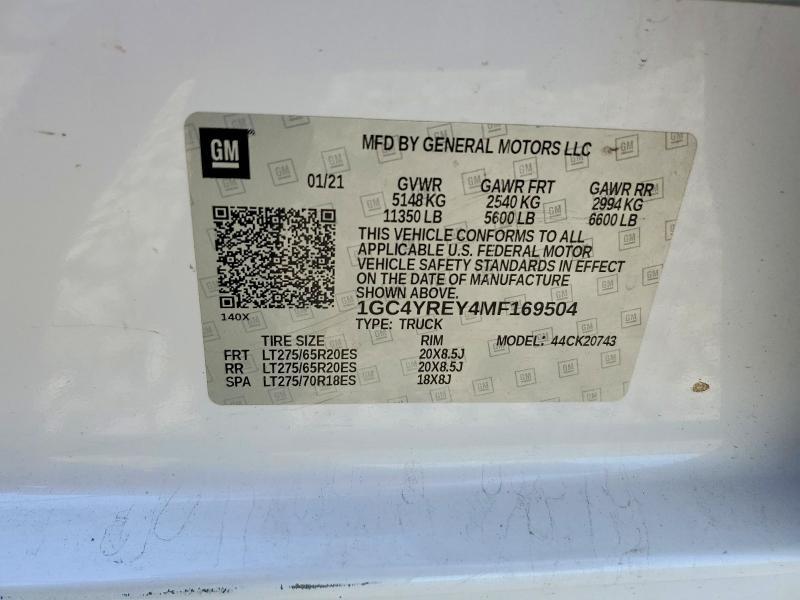 GM
MFD BY GENERAL MOTORS LLC
01/21 GVWR GAWR FRT GAWR RR
5148 KG 2540 KG 2994 KG
11350 LB 5600 LB 6600 LB
THIS VEHICLE CONFORMS TO ALL
APPLICABLE U.S. FEDERAL MOTOR
VEHICLE SAFETY STANDARDS IN EFFECT
ON THE DATE OF MANUFACTURE
SHOWN ABOVE.
1GC4YREY4MF169504
140X
TYPE: TRUCK
TIRE SIZE RIM MODEL: 44CK20743
FRT LT275/65R20ES 20X8.5J
RR LT275/65R20ES 20X8.5J
SPA LT275/70R18ES 18X8J